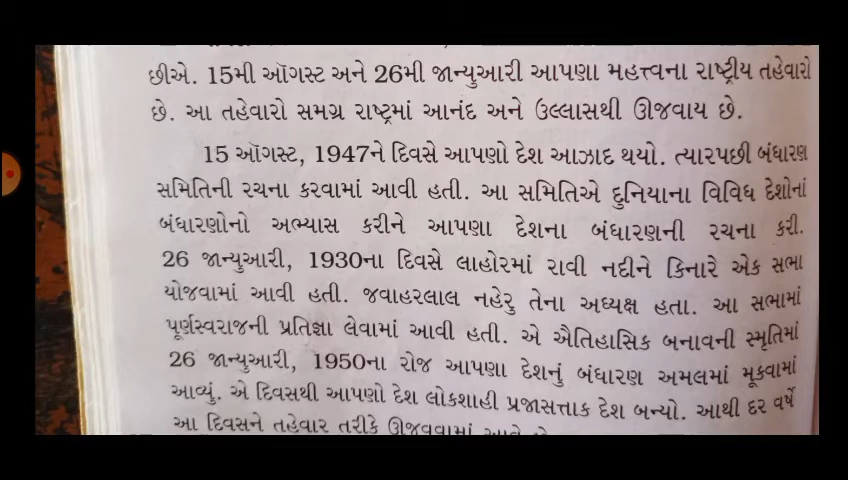 છીએ. 15મી ઑગસ્ટ અને 26મી જાન્યુઆરી આપણા મહત્ત્વના રાષ્ટ્રીય તહેવારો
છે. આ તહેવારો સમગ્ર રાષ્ટ્રમાં આનંદ અને ઉલ્લાસથી ઊજવાય છે.
15 ઑગસ્ટ, 1947ને દિવસે આપણો દેશ આઝાદ થયો. ત્યારપછી બંધારણ
સમિતિની રચના કરવામાં આવી હતી. આ સમિતિએ દુનિયાના વિવિધ દેશોનાં
બંધારણોનો અભ્યાસ કરીને આપણા દેશના બંધારણની રચના કરી.
26 જાન્યુઆરી, 1930ના દિવસે લાહોરમાં રાવી નદીને કિનારે એક સભા
યોજવામાં આવી હતી. જવાહરલાલ નહેરુ તેના અધ્યક્ષ હતા. આ સભામાં
પૂર્ણસ્વરાજની પ્રતિજ્ઞા લેવામાં આવી હતી. એ ઐતિહાસિક બનાવની સ્મૃતિમાં
26 જાન્યુઆરી, 1950ના રોજ આપણા દેશનું બંધારણ અમલમાં મૂકવામાં
આવ્યું. એ દિવસથી આપણો દેશ લોકશાહી પ્રજાસત્તાક દેશ બન્યો. આથી દર વર્ષે
આ દિવસને તહેવાર તરીકે ઊજવવામાં